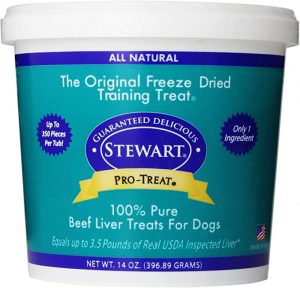 ALL NATURAL
The Original Freeze Dried
Training Treat®
Up To
350 Pieces
Per Tub!
GUARANTEED DELICIOUS
STEWART®
PRO-TREAT®
Only 1
Ingredient!
100% Pure
Beef Liver Treats For Dogs
Equals up to 3.5 Pounds of Real USDA Inspected Liver
NET. WT. 14 OZ. (396.89 GRAMS)